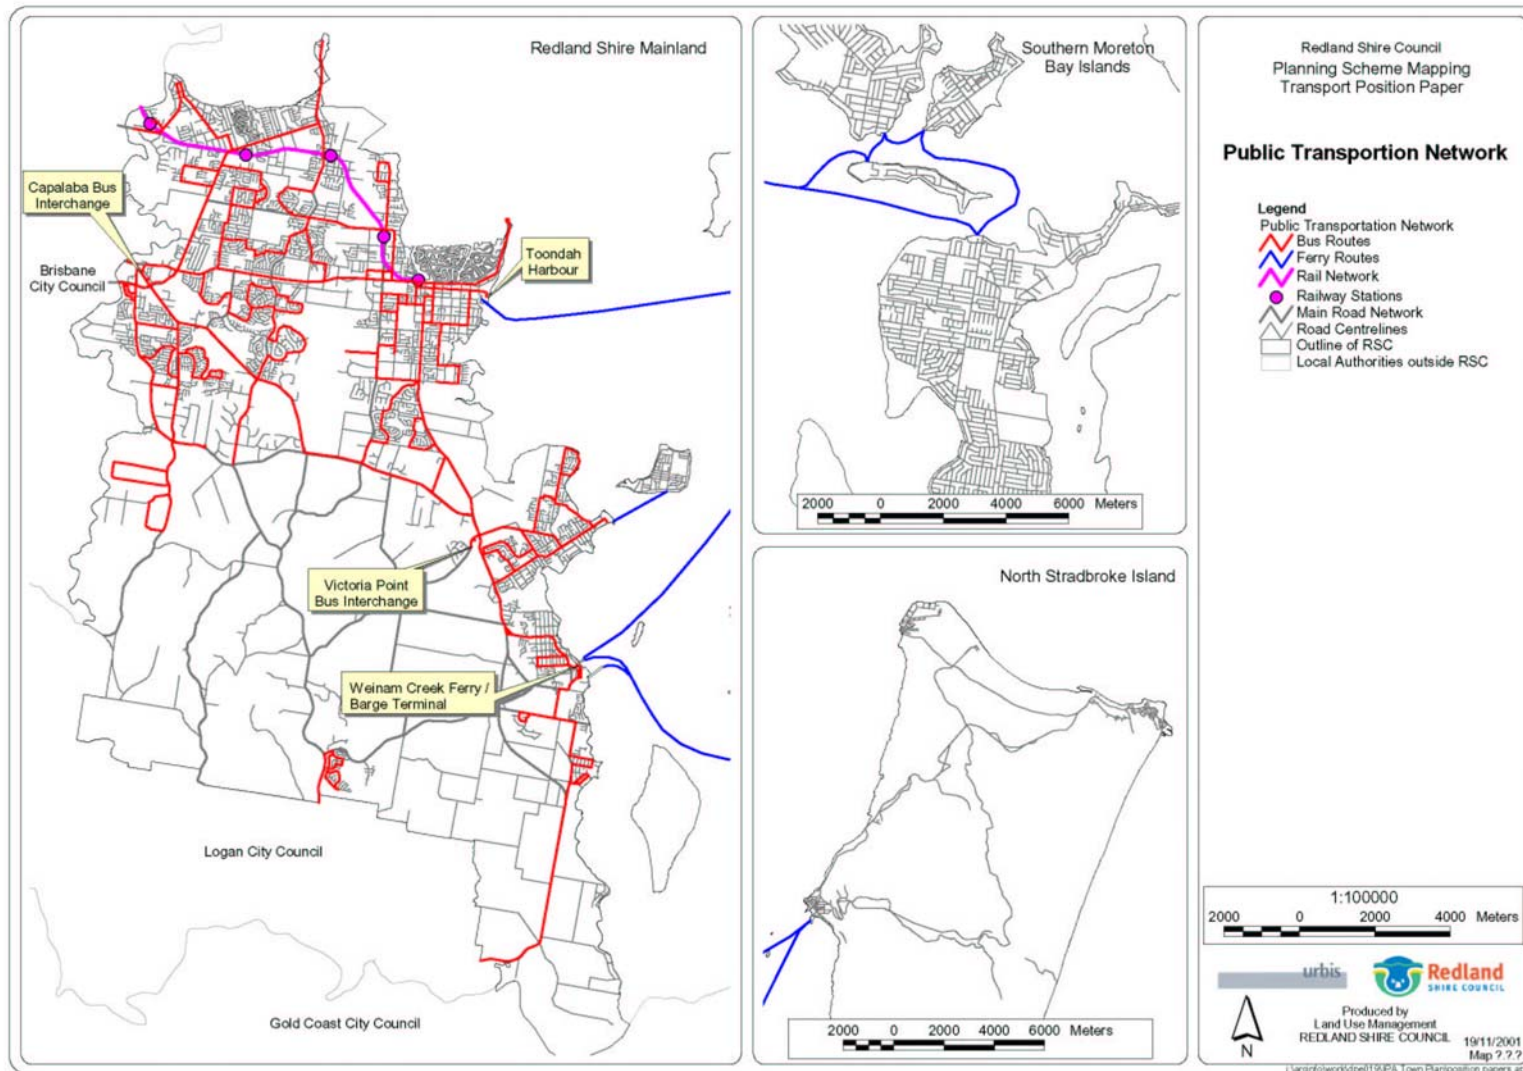 Redland Shire Mainland
Capalaba Bus
Interchange
Brisbane
City Council
Toondah
Harbour
Victoria Point
Bus Interchange
Weinam Creek Ferry /
Barge Terminal
Logan City Council
Gold Coast City Council
Southern Moreton
Bay Islands
2000 0 2000 4000 6000 Meters
North Stradbroke Island
2000 0 2000 4000 6000 Meters
Redland Shire Council
Planning Scheme Mapping
Transport Position Paper
Public Transportion Network
Legend
Public Transportation Network
Bus Routes
Ferry Routes
Rail Network
Railway Stations
Main Road Network
Road Centrelines
Outline of RSC
Local Authorities outside RSC
1:100000
2000 0 2000 4000 Meters
urbis
Redland
SHIRE COUNCIL
Produced by
Land Use Management
REDLAND SHIRE COUNCIL
19/11/2001
Map ?.?.?
N